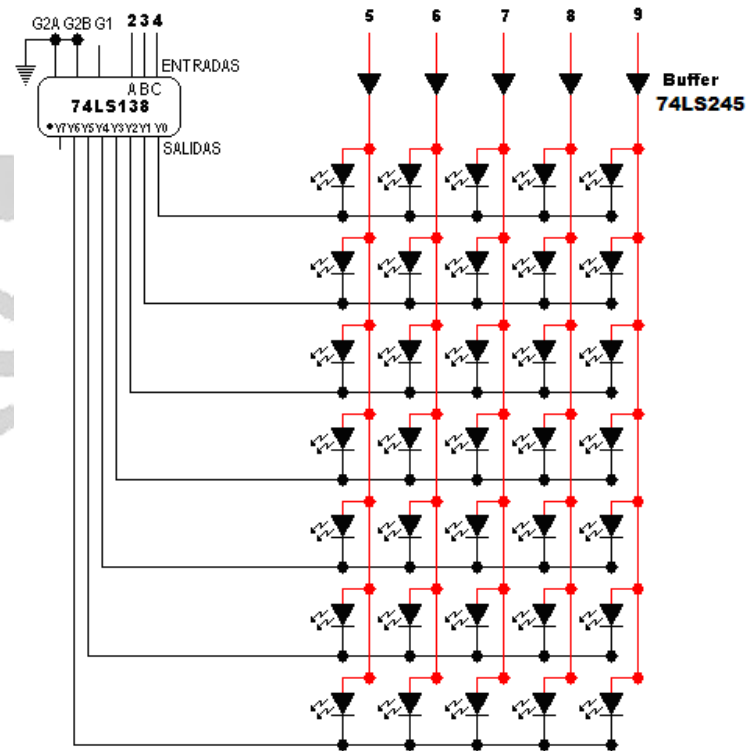 G2A G2B G1 2 3 4
5 6 7 8 9
ENTRADAS
A B C
74LS138
Y7 Y6 Y5 Y4 Y3 Y2 Y1 Y0
SALIDAS
Buffer
74LS245